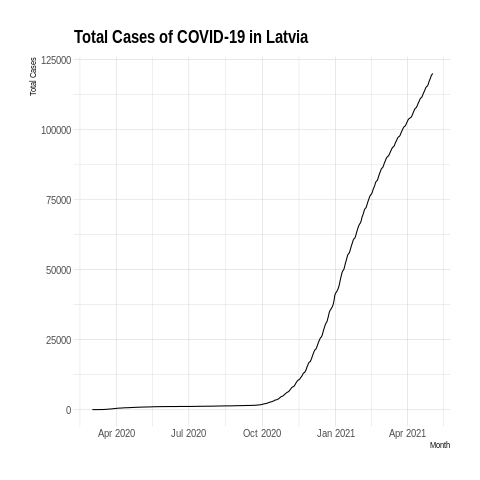 Total Cases of COVID-19 in Latvia
Total Cases
125000
100000
75000
50000
25000
0
Apr 2020 Jul 2020 Oct 2020 Jan 2021 Apr 2021
Month